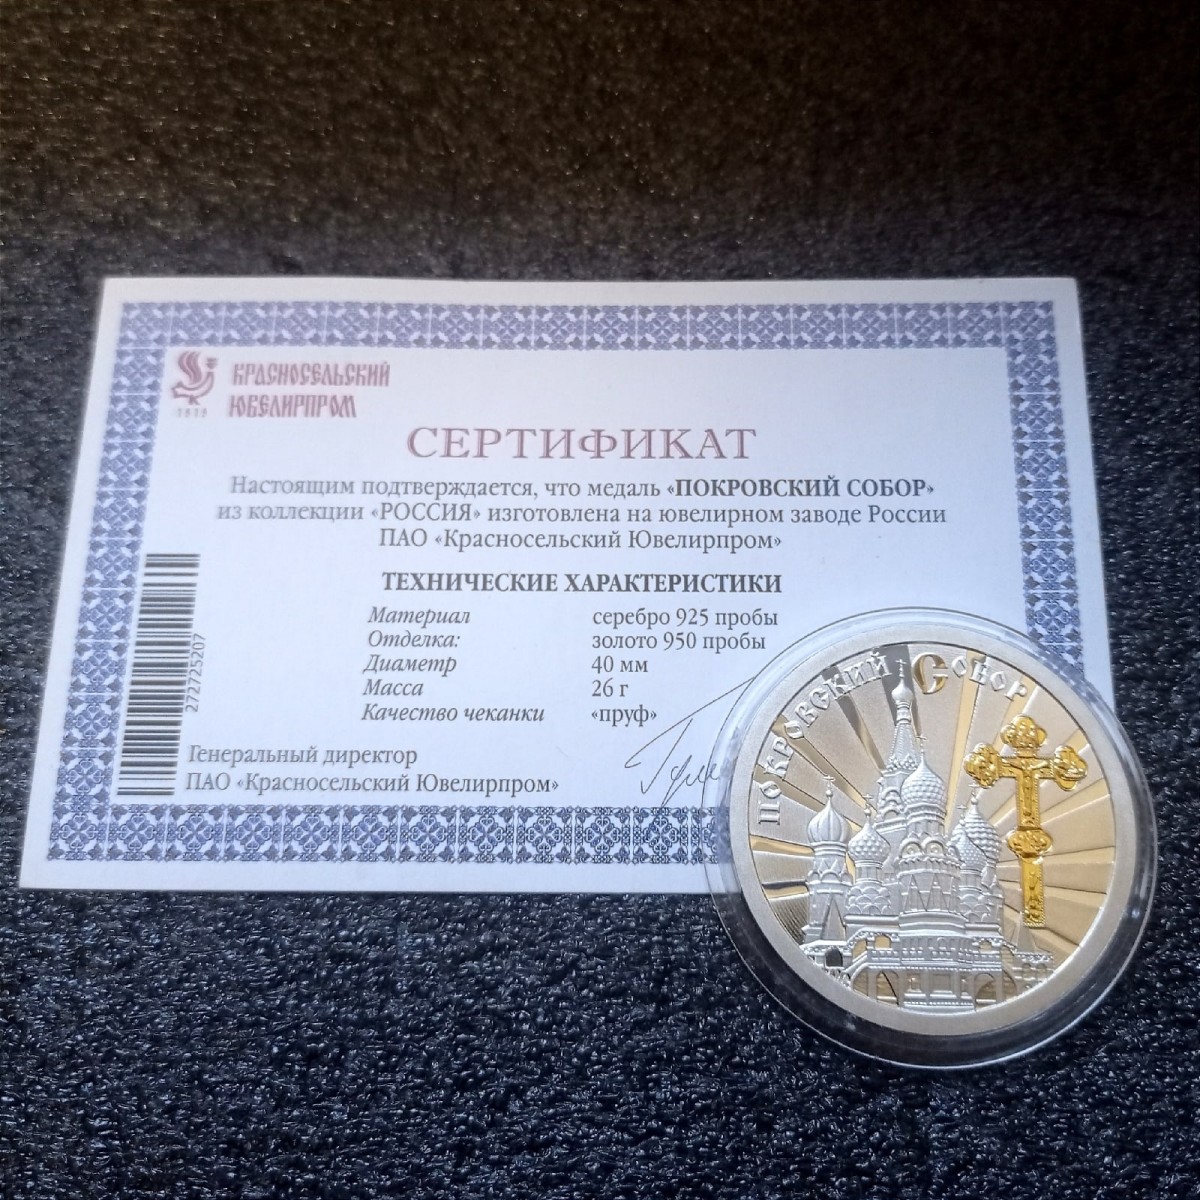 КРАСНОСЕЛЬСКИЙ
ЮВЕЛИРПРОМ
СЕРТИФИКАТ
Настоящим подтверждается, что медаль «ПОКРОВСКИЙ СОБОР»
из коллекции «РОССИЯ» изготовлена на ювелирном заводе России
ПАО «Красносельский Ювелирпром»
ТЕХНИЧЕСКИЕ ХАРАКТЕРИСТИКИ
Материал серебро 925 пробы
Отделка: золото 950 пробы
Диаметр 40 мм
Масса 26 г
Качество чеканки «пруф»
Генеральный директор
ПАО «Красносельский Ювелирпром»
272725207
ПОКРОВСКИЙ СОБОР